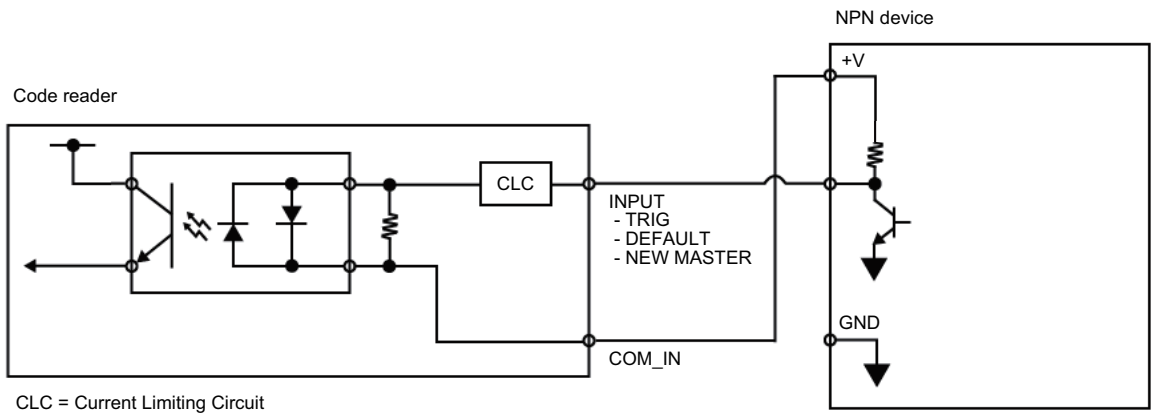 NPN device
+V
Code reader
CLC
INPUT
- TRIG
- DEFAULT
- NEW MASTER
GND
COM_IN
CLC = Current Limiting Circuit